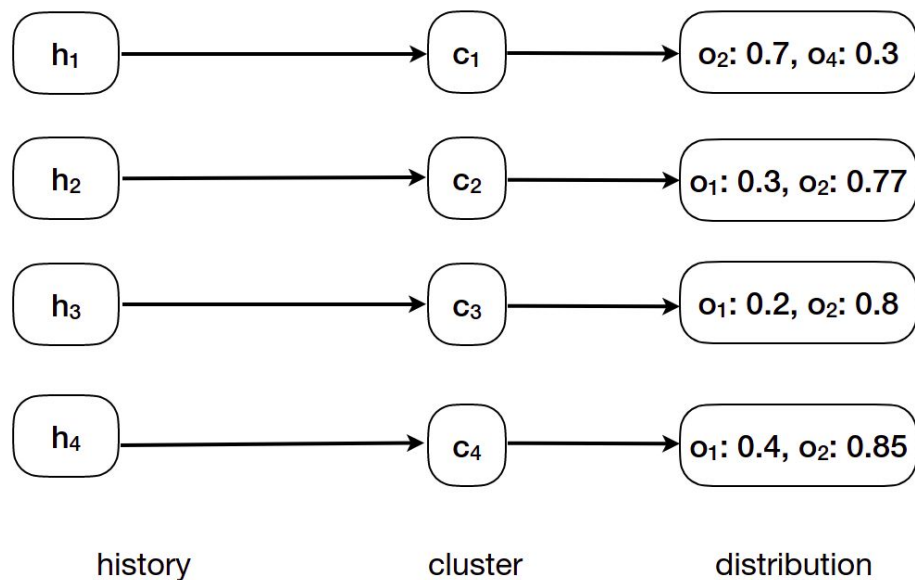 h₁ c₁ o₂: 0.7, o₄: 0.3
h₂ c₂ o₁: 0.3, o₂: 0.77
h₃ c₃ o₁: 0.2, o₂: 0.8
h₄ c₄ o₁: 0.4, o₂: 0.85
history cluster distribution